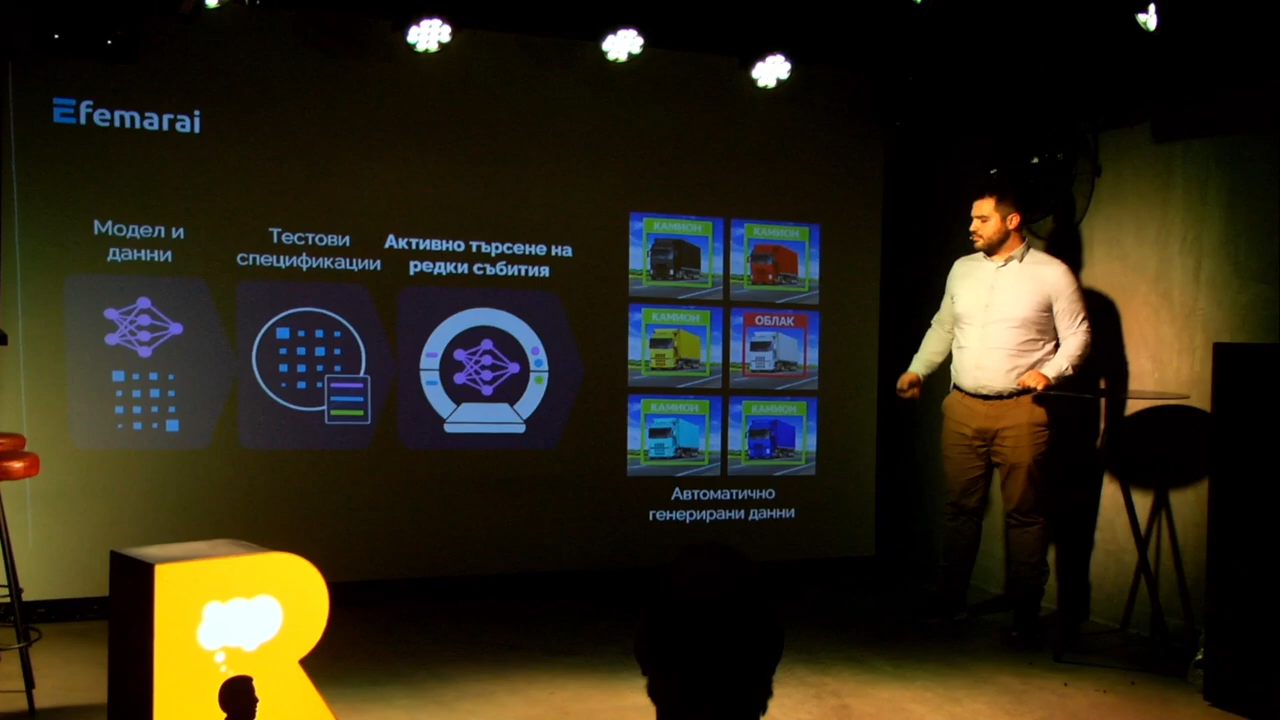 Efemarai
Модел и
данни
Тестови
спецификации
Активно търсене на
редки събития
КАМИОН
КАМИОН
КАМИОН
ОБЛАК
КАМИОН
КАМИОН
Автоматично
генерирани данни
R